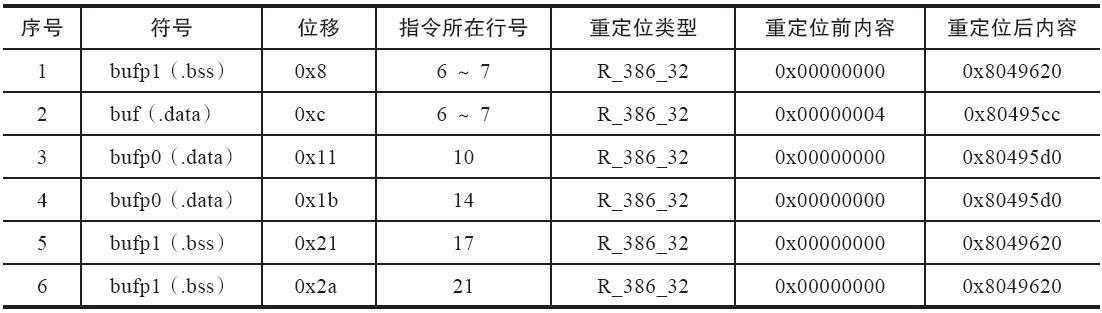 序号 符号 位移 指令所在行号 重定位类型 重定位前内容 重定位后内容
1 bufp1（.bss） 0x8 6 ~ 7 R_386_32 0x00000000 0x8049620
2 buf（.data） 0xc 6 ~ 7 R_386_32 0x00000004 0x80495cc
3 bufp0（.data） 0x11 10 R_386_32 0x00000000 0x80495d0
4 bufp0（.data） 0x1b 14 R_386_32 0x00000000 0x80495d0
5 bufp1（.bss） 0x21 17 R_386_32 0x00000000 0x8049620
6 bufp1（.bss） 0x2a 21 R_386_32 0x00000000 0x8049620